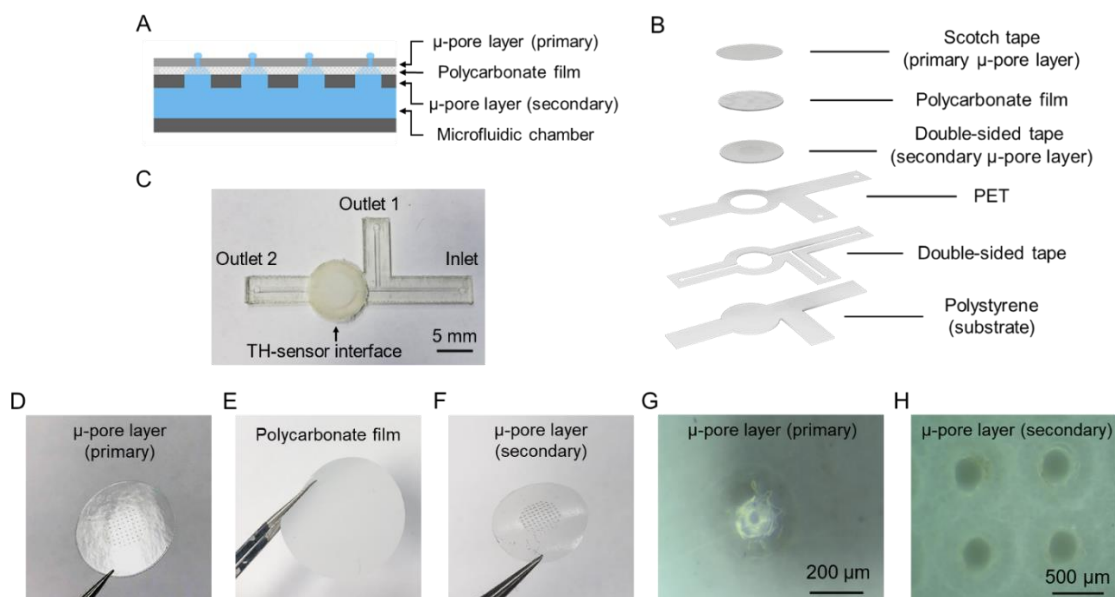 A
μ-pore layer (primary)
Polycarbonate film
μ-pore layer (secondary)
Microfluidic chamber
B
Scotch tape
(primary μ-pore layer)
Polycarbonate film
Double-sided tape
(secondary μ-pore layer)
PET
Double-sided tape
Polystyrene
(substrate)
C
Outlet 1
Outlet 2
Inlet
TH-sensor interface
5 mm
D
μ-pore layer
(primary)
E
Polycarbonate film
F
μ-pore layer
(secondary)
G
μ-pore layer (primary)
200 μm
H
μ-pore layer (secondary)
500 μm